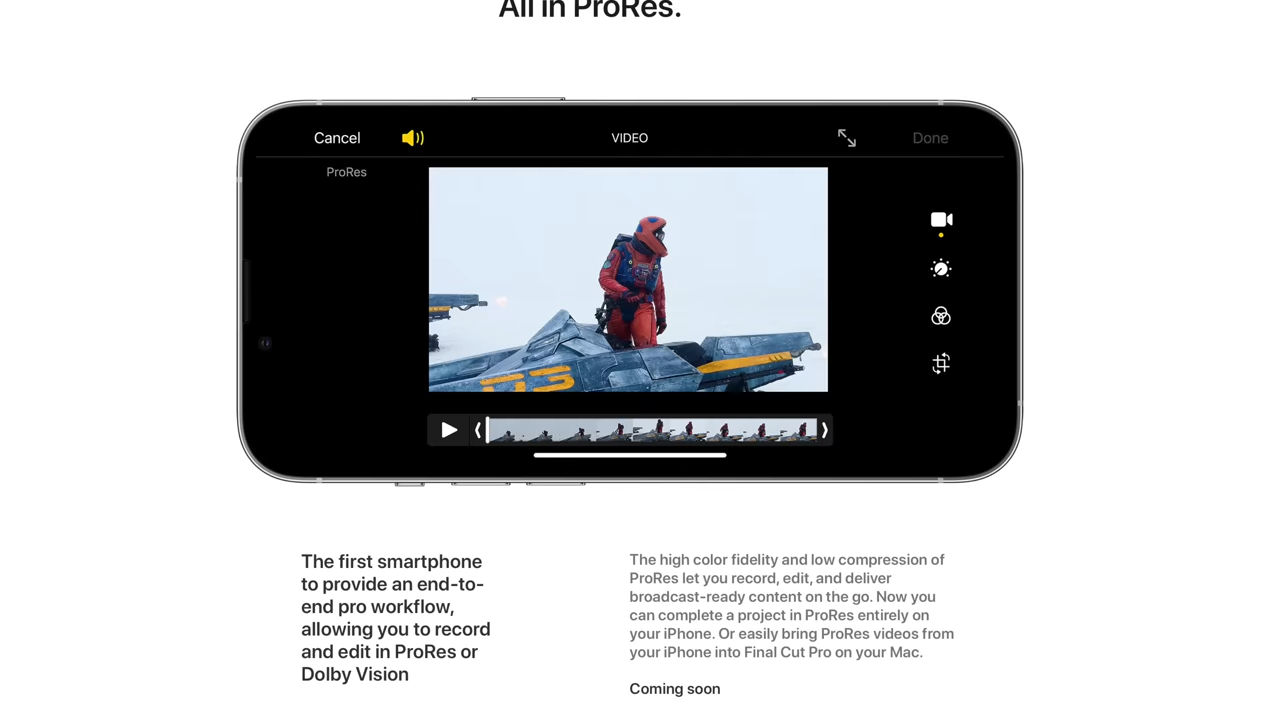 All in ProRes.
Cancel
VIDEO
Done
ProRes
33
The first smartphone
to provide an end-to-
end pro workflow,
allowing you to record
and edit in ProRes or
Dolby Vision
The high color fidelity and low compression of
ProRes let you record, edit, and deliver
broadcast-ready content on the go. Now you
can complete a project in ProRes entirely on
your iPhone. Or easily bring ProRes videos from
your iPhone into Final Cut Pro on your Mac.
Coming soon